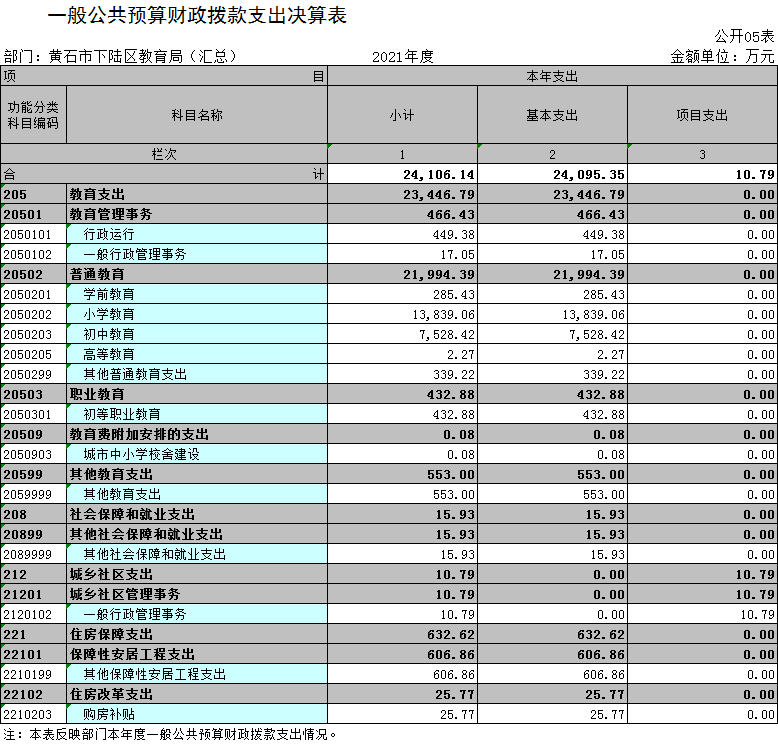 一般公共预算财政拨款支出决算表
公开05表
部门：黄石市下陆区教育局（汇总） 2021年度 金额单位：万元
项 目 本年支出
功能分类科目编码 科目名称 小计 基本支出 项目支出
栏次 1 2 3
合 计 24,106.14 24,095.35 10.79
205 教育支出 23,446.79 23,446.79 0.00
20501 教育管理事务 466.43 466.43 0.00
2050101 行政运行 449.38 449.38 0.00
2050102 一般行政管理事务 17.05 17.05 0.00
20502 普通教育 21,994.39 21,994.39 0.00
2050201 学前教育 285.43 285.43 0.00
2050202 小学教育 13,839.06 13,839.06 0.00
2050203 初中教育 7,528.42 7,528.42 0.00
2050205 高等教育 2.27 2.27 0.00
2050299 其他普通教育支出 339.22 339.22 0.00
20503 职业教育 432.88 432.88 0.00
2050301 初等职业教育 432.88 432.88 0.00
20509 教育费附加安排的支出 0.08 0.08 0.00
2050903 城市中小学校舍建设 0.08 0.08 0.00
20599 其他教育支出 553.00 553.00 0.00
2059999 其他教育支出 553.00 553.00 0.00
208 社会保障和就业支出 15.93 15.93 0.00
20899 其他社会保障和就业支出 15.93 15.93 0.00
2089999 其他社会保障和就业支出 15.93 15.93 0.00
212 城乡社区支出 10.79 0.00 10.79
21201 城乡社区管理事务 10.79 0.00 10.79
2120102 一般行政管理事务 10.79 0.00 10.79
221 住房保障支出 632.62 632.62 0.00
22101 保障性安居工程支出 606.86 606.86 0.00
2210199 其他保障性安居工程支出 606.86 606.86 0.00
22102 住房改革支出 25.77 25.77 0.00
2210203 购房补贴 25.77 25.77 0.00
注：本表反映部门本年度一般公共预算财政拨款支出情况。